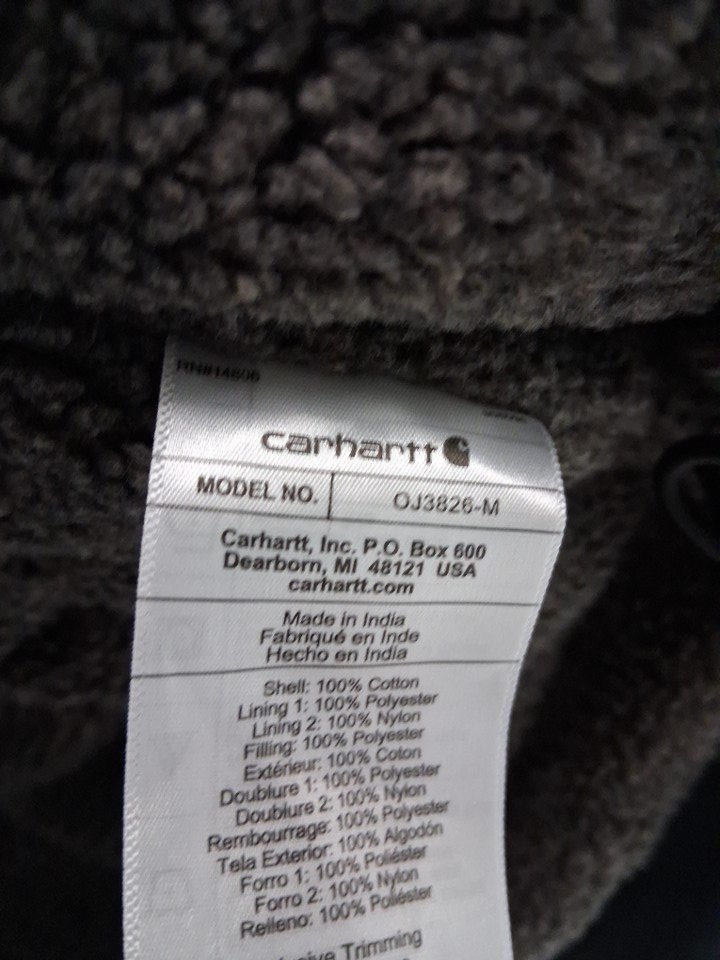 RN#14806
carhartt
MODEL NO. OJ3826-M
Carhartt, Inc. P.O. Box 600
Dearborn, MI 48121 USA
carhartt.com
Made in India
Fabriqué en Inde
Hecho en India
Shell: 100% Cotton
Lining 1: 100% Polyester
Lining 2: 100% Nylon
Filling: 100% Polyester
Extérieur: 100% Coton
Doublure 1: 100% Polyester
Doublure 2: 100% Nylon
Rembourrage: 100% Polyester
Tela Exterior: 100% Algodón
Forro 1: 100% Poliéster
Forro 2: 100% Nylon
Relleno: 100% Poliéster
Trimming